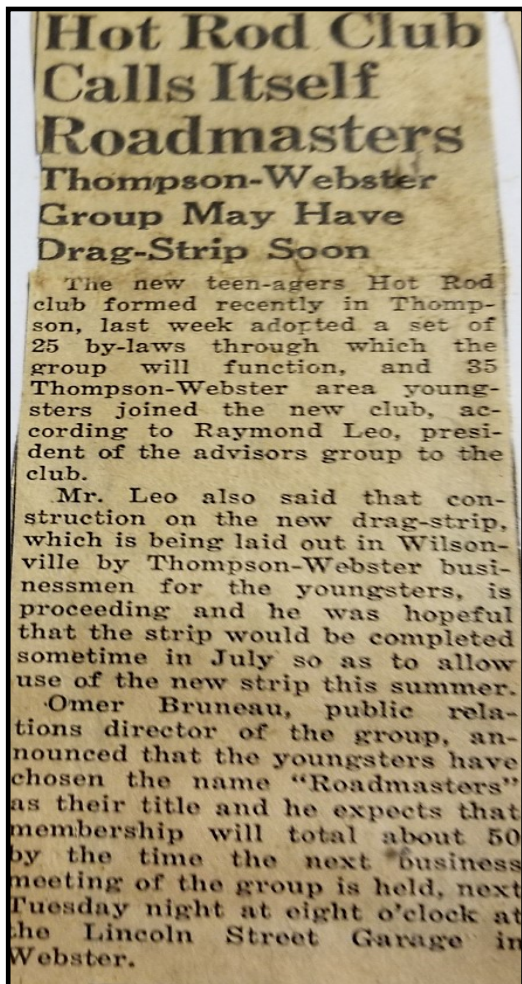 Hot Rod Club
Calls Itself
Roadmasters
Thompson-Webster
Group May Have
Drag-Strip Soon
The new teen-agers Hot Rod
club formed recently in Thomp-
son, last week adopted a set of
25 by-laws through which the
group will function, and 35
Thompson-Webster area young-
sters joined the new club, ac-
cording to Raymond Leo, presi-
dent of the advisors group to the
club.
Mr. Leo also said that con-
struction on the new drag-strip,
which is being laid out in Wilson-
ville by Thompson-Webster busi-
nessmen for the youngsters, is
proceeding and he was hopeful
that the strip would be completed
sometime in July so as to allow
use of the new strip this summer.
Omer Bruneau, public rela-
tions director of the group, an-
nounced that the youngsters have
chosen the name "Roadmasters"
as their title and he expects that
membership will total about 50
by the time the next business
meeting of the group is held, next
Tuesday night at eight o'clock at
the Lincoln Street Garage in
Webster.